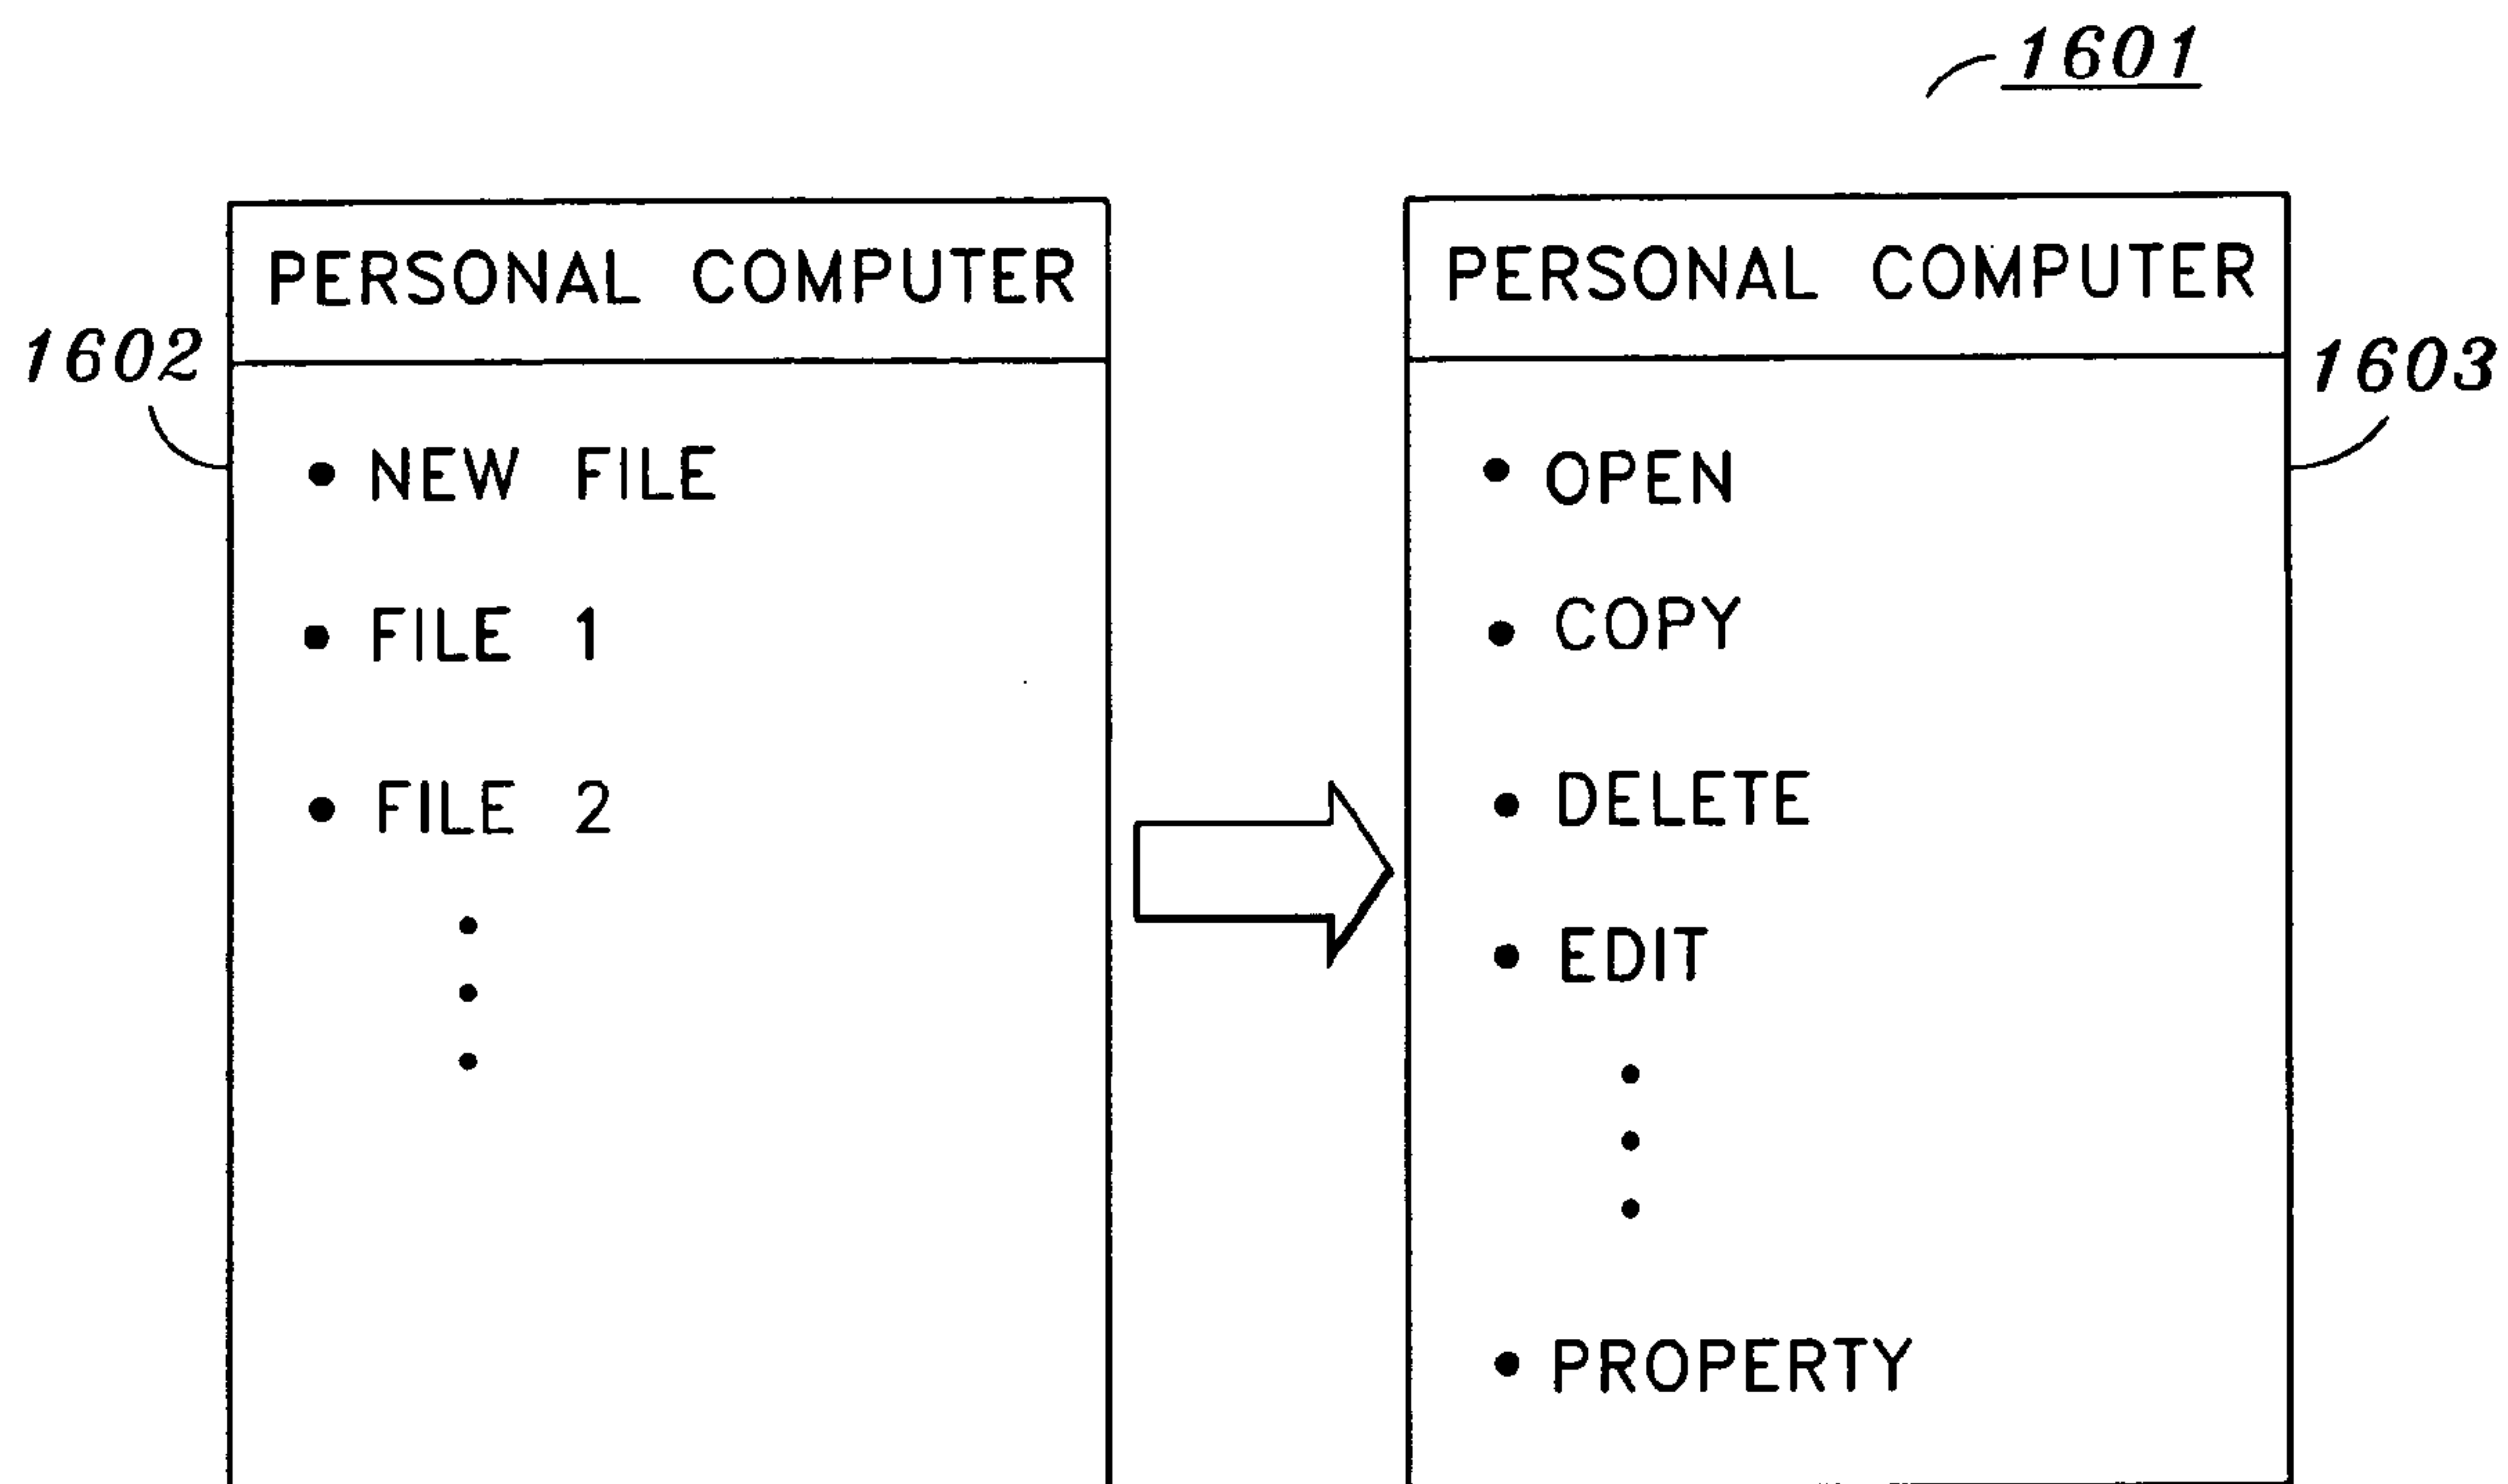 1601
PERSONAL COMPUTER
1602
• NEW FILE
• FILE 1
• FILE 2
PERSONAL COMPUTER
1603
• OPEN
• COPY
• DELETE
• EDIT
• PROPERTY